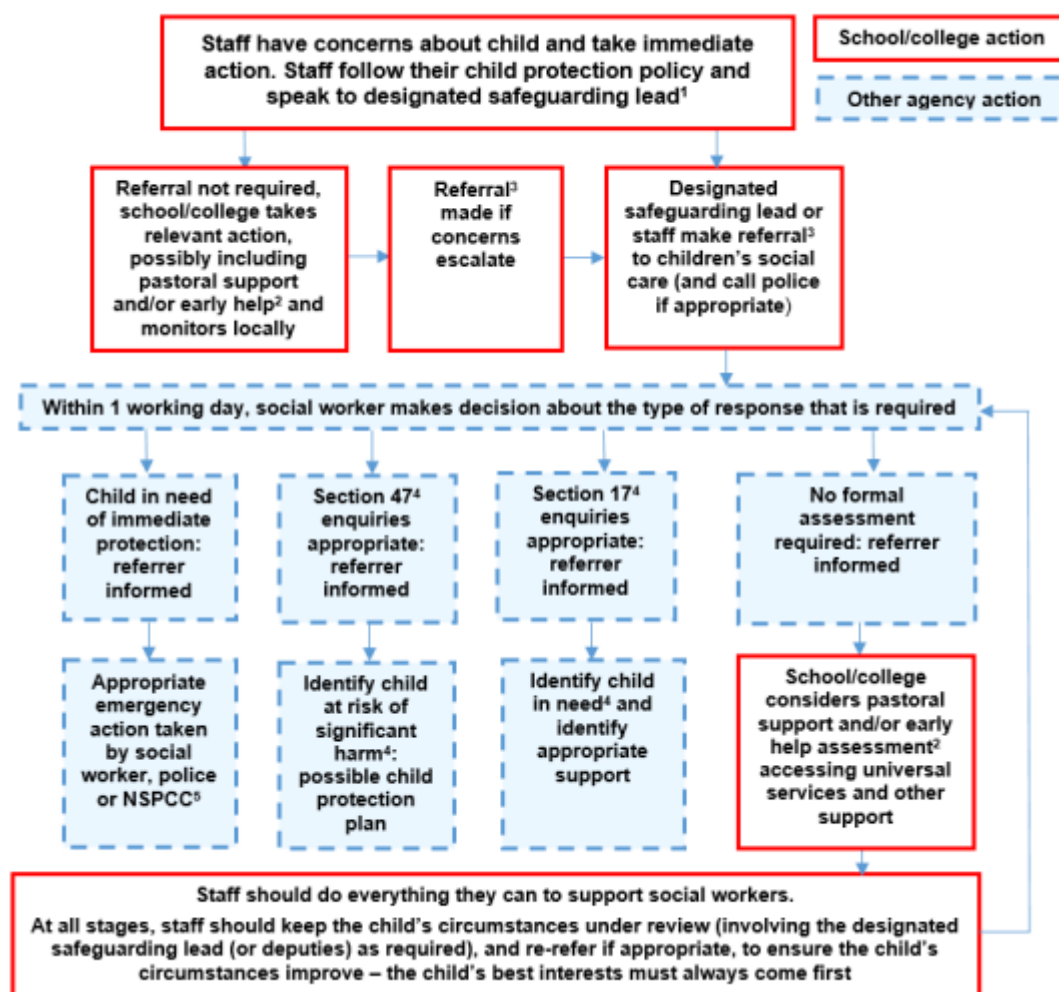 Staff have concerns about child and take immediate
action. Staff follow their child protection policy and
speak to designated safeguarding lead¹
School/college action
Other agency action
Referral not required,
school/college takes
relevant action,
possibly including
pastoral support
and/or early help² and
monitors locally
Referral³
made if
concerns
escalate
Designated
safeguarding lead or
staff make referral³
to children’s social
care (and call police
if appropriate)
Within 1 working day, social worker makes decision about the type of response that is required
Child in need
of immediate
protection:
referrer
informed
Section 47⁴
enquiries
appropriate:
referrer
informed
Section 17⁴
enquiries
appropriate:
referrer
informed
No formal
assessment
required: referrer
informed
Appropriate
emergency
action taken
by social
worker, police
or NSPCC⁵
Identify child
at risk of
significant
harm⁴:
possible child
protection
plan
Identify child
in need⁴ and
identify
appropriate
support
School/college
considers pastoral
support and/or early
help assessment²
accessing universal
services and other
support
Staff should do everything they can to support social workers.
At all stages, staff should keep the child’s circumstances under review (involving the designated
safeguarding lead (or deputies) as required), and re-refer if appropriate, to ensure the child’s
circumstances improve – the child’s best interests must always come first